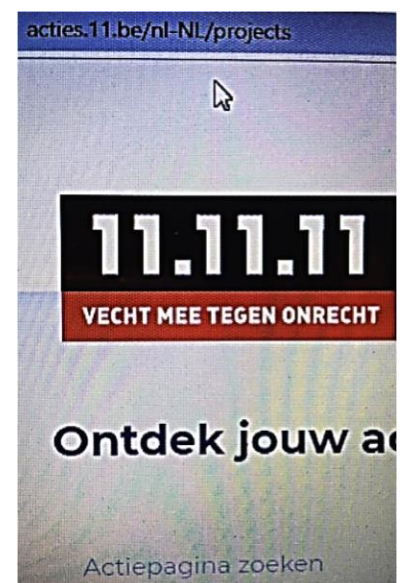 acties.11.be/nl-NL/projects
11.11.11
VECHT MEE TEGEN ONRECHT
Ontdek jouw
Actiepagina zoeken